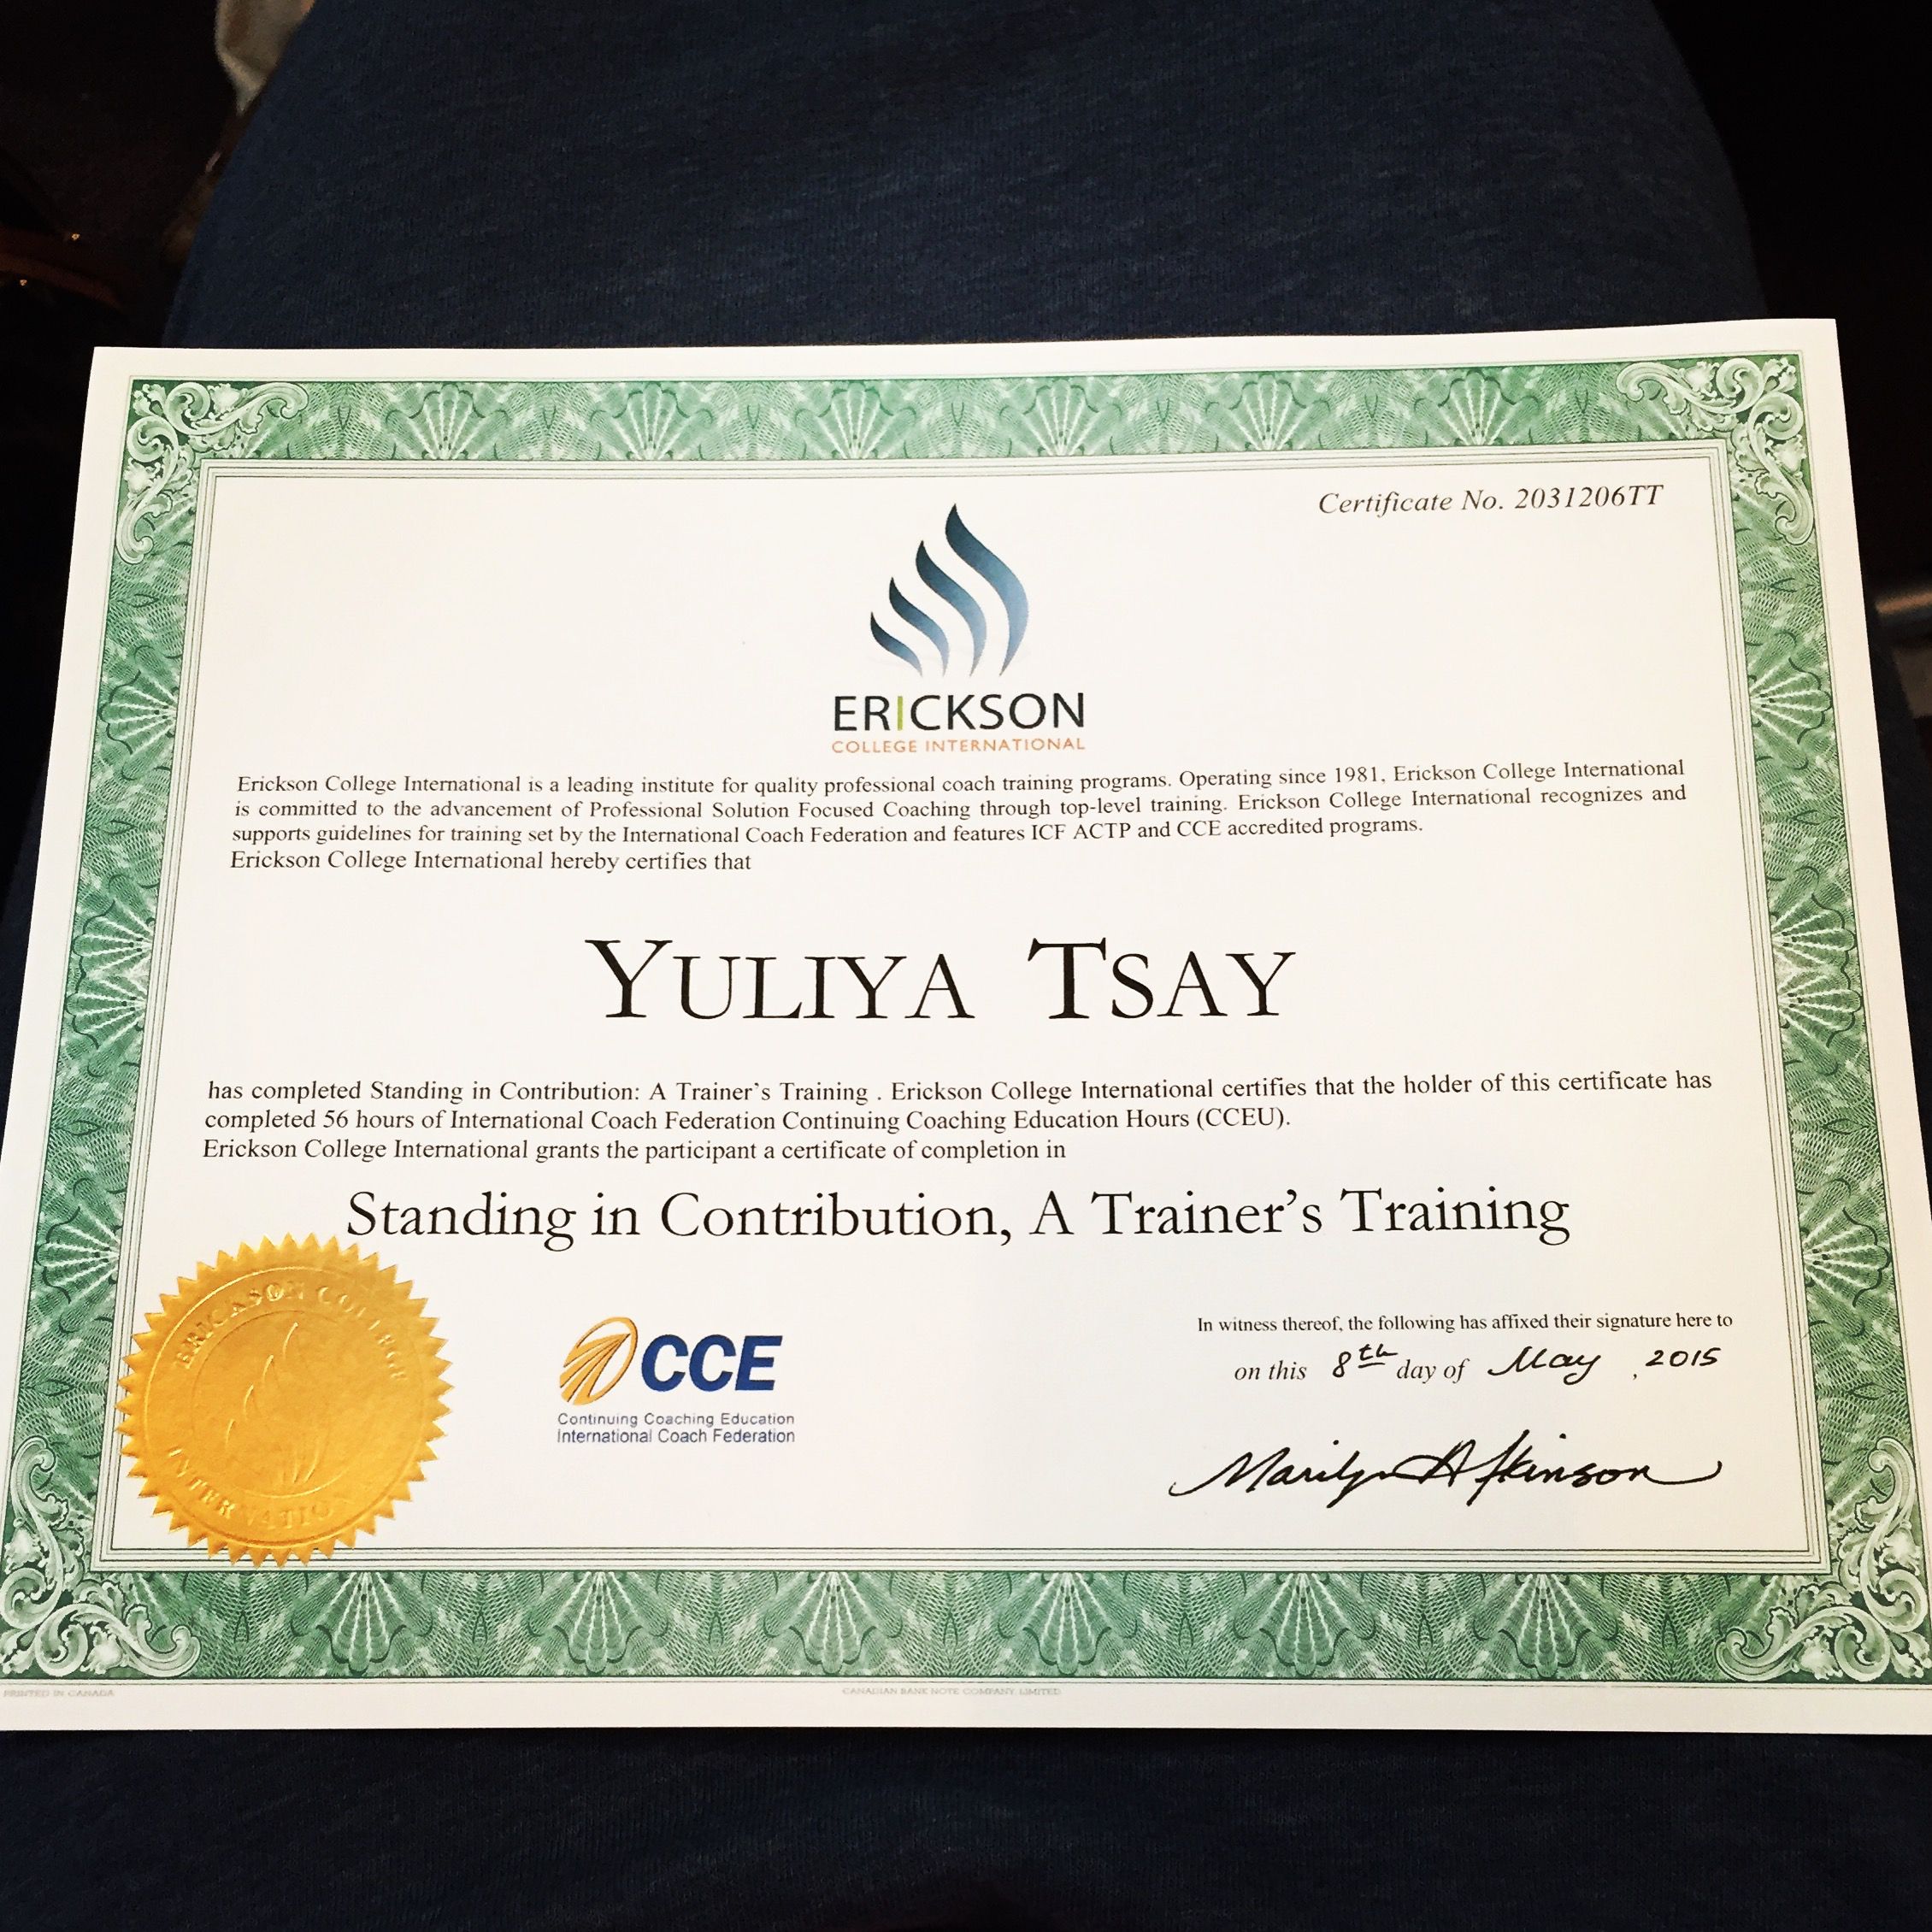 Certificate No. 2031206TT
ERICKSON
COLLEGE INTERNATIONAL
Erickson College International is a leading institute for quality professional coach training programs. Operating since 1981, Erickson College International
is committed to the advancement of Professional Solution Focused Coaching through top-level training. Erickson College International recognizes and
supports guidelines for training set by the International Coach Federation and features ICF ACTP and CCE accredited programs.
Erickson College International hereby certifies that
YULIYA TSAY
has completed Standing in Contribution: A Trainer's Training . Erickson College International certifies that the holder of this certificate has
completed 56 hours of International Coach Federation Continuing Coaching Education Hours (CCEU).
Erickson College International grants the participant a certificate of completion in
Standing in Contribution, A Trainer's Training
ERICKSON COLLEGE
INTERNATIONAL
CCE
Continuing Coaching Education
International Coach Federation
In witness thereof, the following has affixed their signature here to
on this 8th day of May , 2015
Marilyn Atkinson
PRINTED IN CANADA
CANADIAN BANK NOTE COMPANY, LIMITED